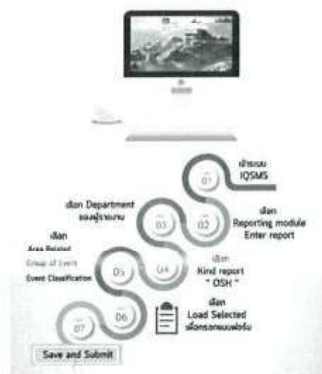 เข้าระบบ
IQSMS
01
เลือก
Reporting module
Enter report
02
เลือก Department
ของผู้รายงาน
03
เลือก
Kind report
" OSH "
04
เลือก
Area Related
Group of Event
Event Classification
05
เลือก
Load Selected
เพื่อกรอกแบบฟอร์ม
06
07
Save and Submit